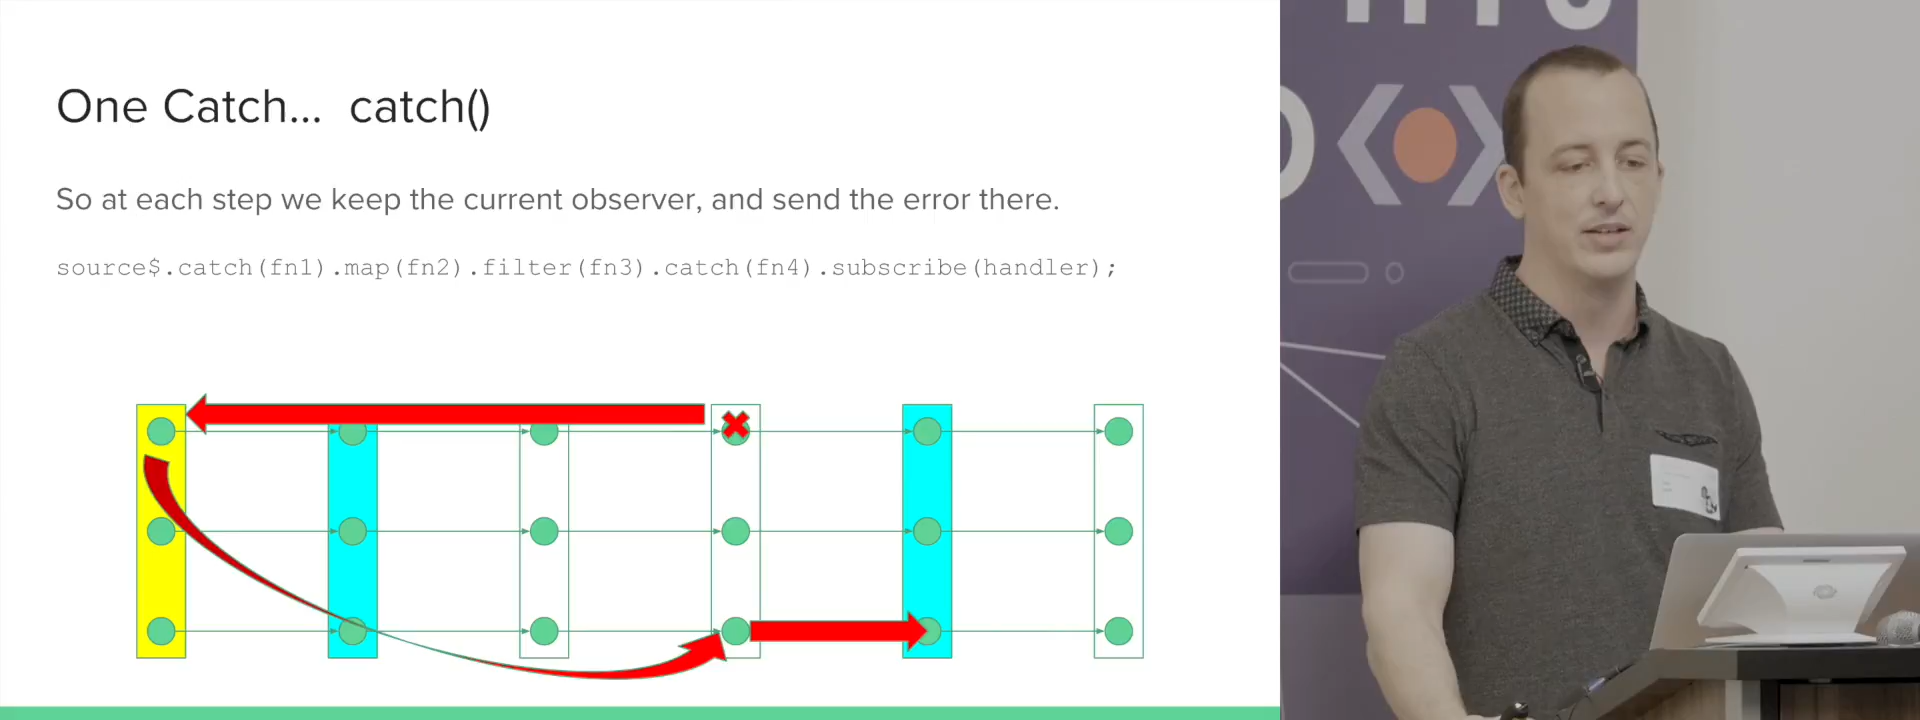 One Catch... catch()
So at each step we keep the current observer, and send the error there.
source$.catch(fn1).map(fn2).filter(fn3).catch(fn4).subscribe(handler);